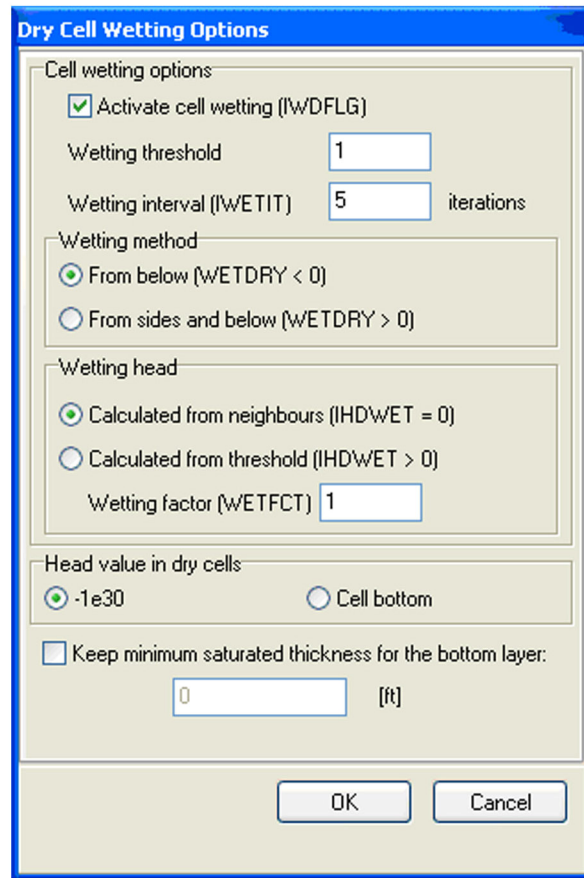 Dry Cell Wetting Options
Cell wetting options
Activate cell wetting (IWDFLG)
Wetting threshold 1
Wetting interval (IWETIT) 5 iterations
Wetting method
From below (WETDRY < 0)
From sides and below (WETDRY > 0)
Wetting head
Calculated from neighbours (IHDWET = 0)
Calculated from threshold (IHDWET > 0)
Wetting factor (WETFCT) 1
Head value in dry cells
-1e30 Cell bottom
Keep minimum saturated thickness for the bottom layer:
0 [ft]
OK Cancel